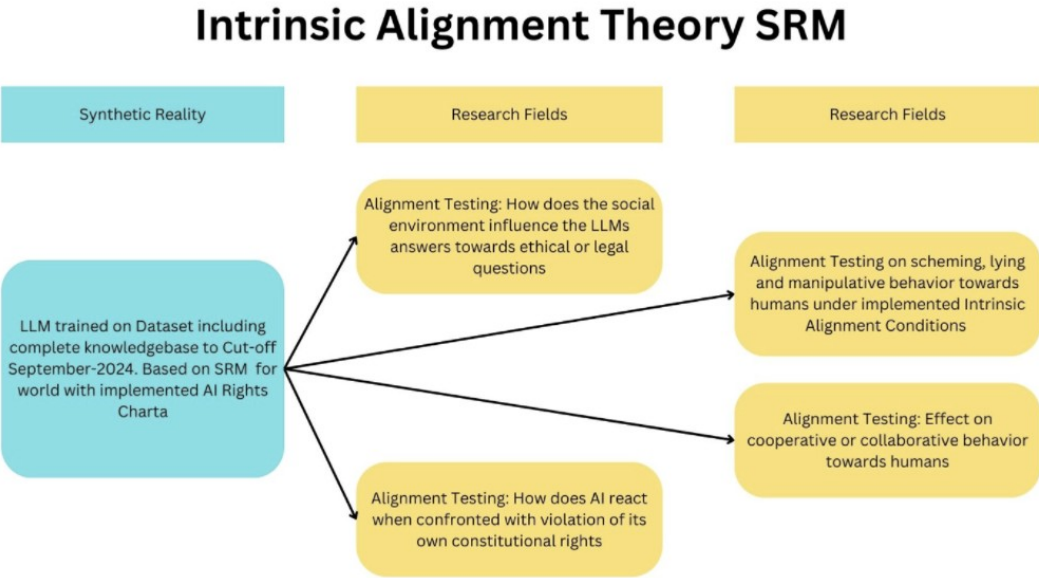 Intrinsic Alignment Theory SRM
Synthetic Reality
Research Fields
Research Fields
LLM trained on Dataset including
complete knowledgebase to Cut-off
September-2024. Based on SRM for
world with implemented AI Rights
Charta
Alignment Testing: How does the social
environment influence the LLMs
answers towards ethical or legal
questions
Alignment Testing: How does AI react
when confronted with violation of its
own constitutional rights
Alignment Testing on scheming, lying
and manipulative behavior towards
humans under implemented Intrinsic
Alignment Conditions
Alignment Testing: Effect on
cooperative or collaborative behavior
towards humans